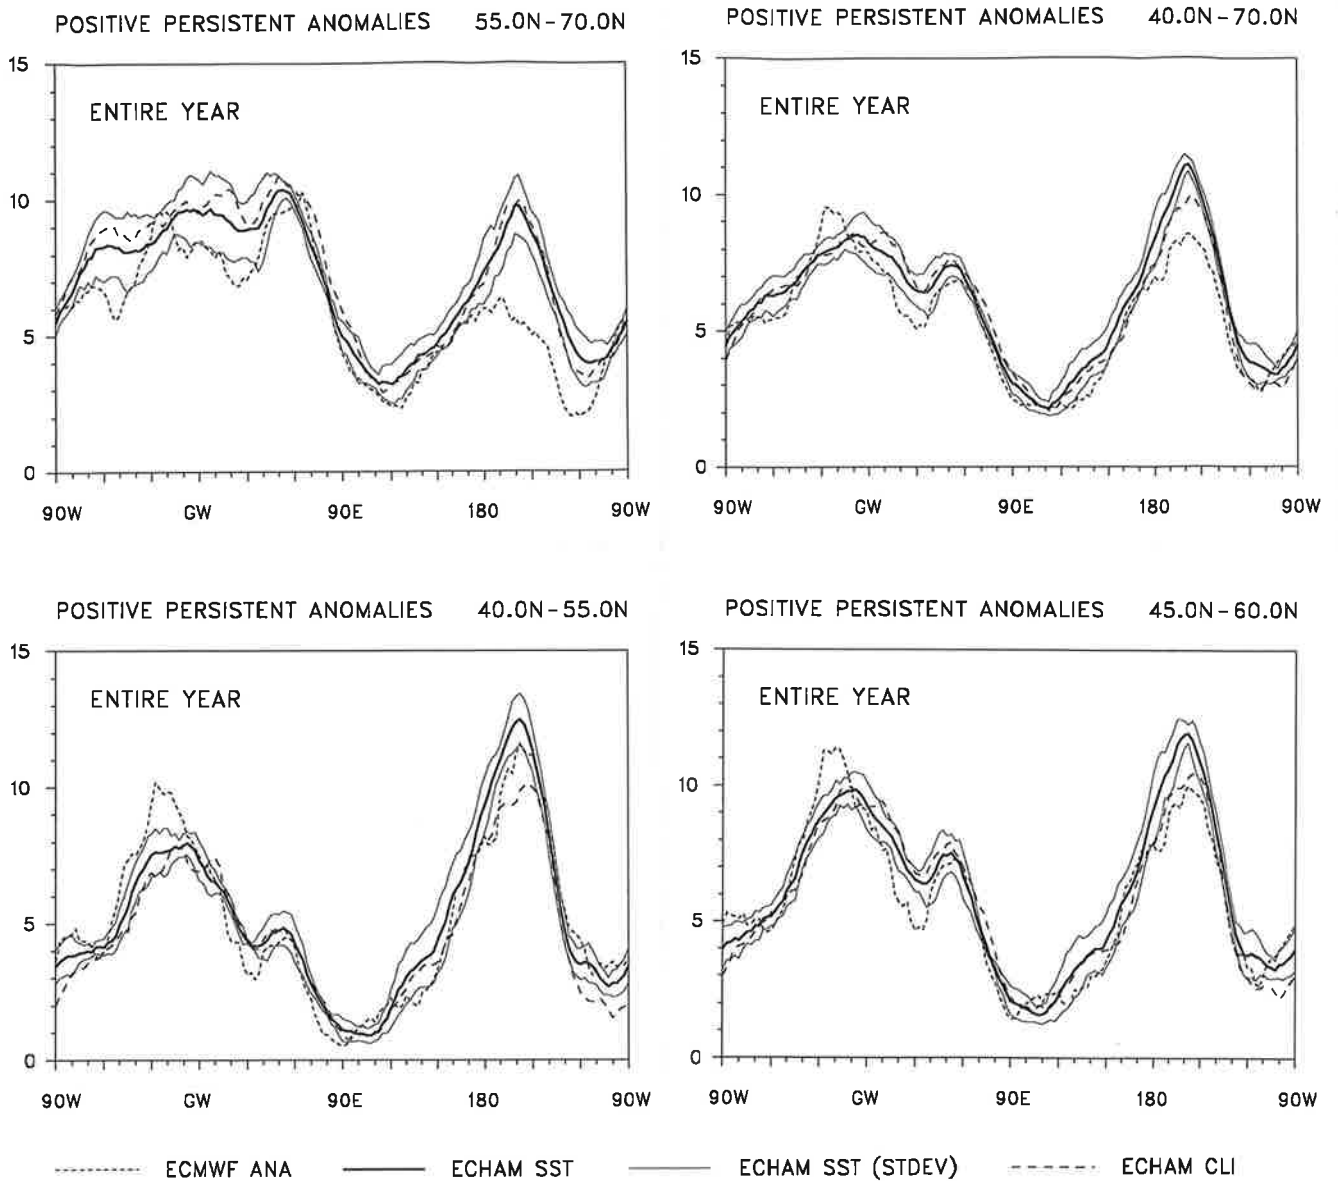 POSITIVE PERSISTENT ANOMALIES 55.0N-70.0N
15
ENTIRE YEAR
10
5
0
90W GW 90E 180 90W
POSITIVE PERSISTENT ANOMALIES 40.0N-70.0N
15
ENTIRE YEAR
10
5
0
90W GW 90E 180 90W
POSITIVE PERSISTENT ANOMALIES 40.0N-55.0N
15
ENTIRE YEAR
10
5
0
90W GW 90E 180 90W
POSITIVE PERSISTENT ANOMALIES 45.0N-60.0N
15
ENTIRE YEAR
10
5
0
90W GW 90E 180 90W
ECMWF ANA ECHAM SST ECHAM SST (STDEV) ECHAM CLI